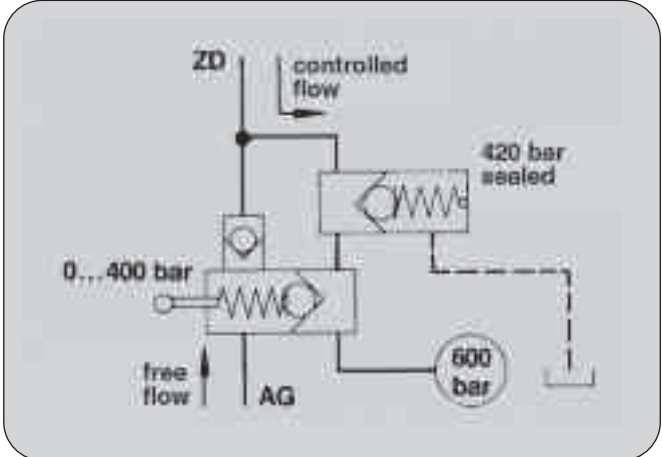 ZD
controlled
flow
420 bar
sealed
0...400 bar
600
bar
free
flow
AG